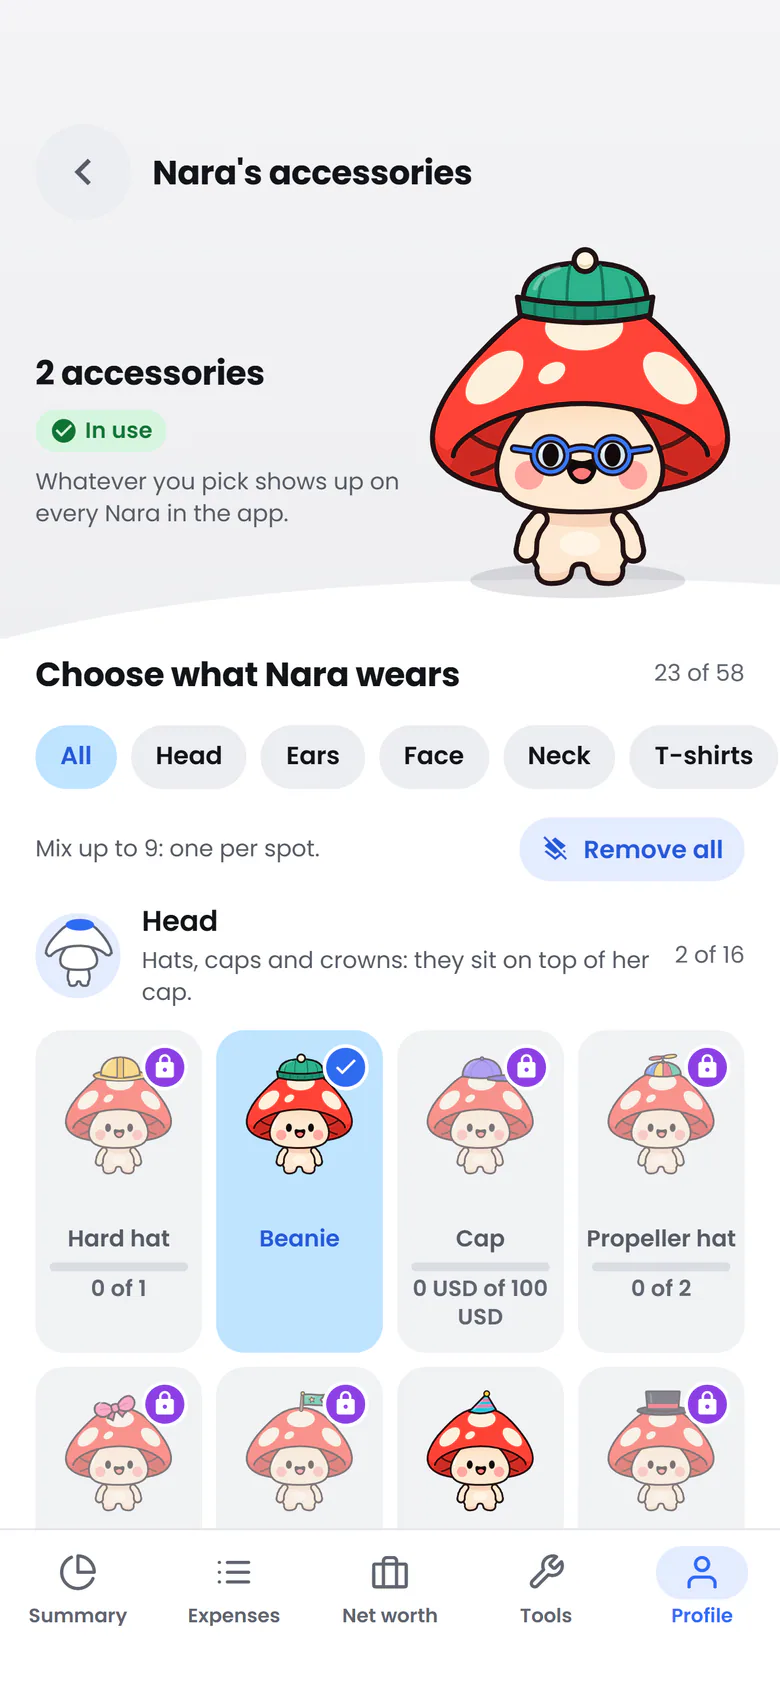 Nara's accessories
2 accessories
In use
Whatever you pick shows up on
every Nara in the app.
Choose what Nara wears
23 of 58
All
Head
Ears
Face
Neck
T-shirts
Mix up to 9: one per spot.
Remove all
Head
Hats, caps and crowns: they sit on top of her
cap.
2 of 16
Hard hat
0 of 1
Beanie
Cap
0 USD of 100
USD
Propeller hat
0 of 2
Summary
Expenses
Net worth
Tools
Profile